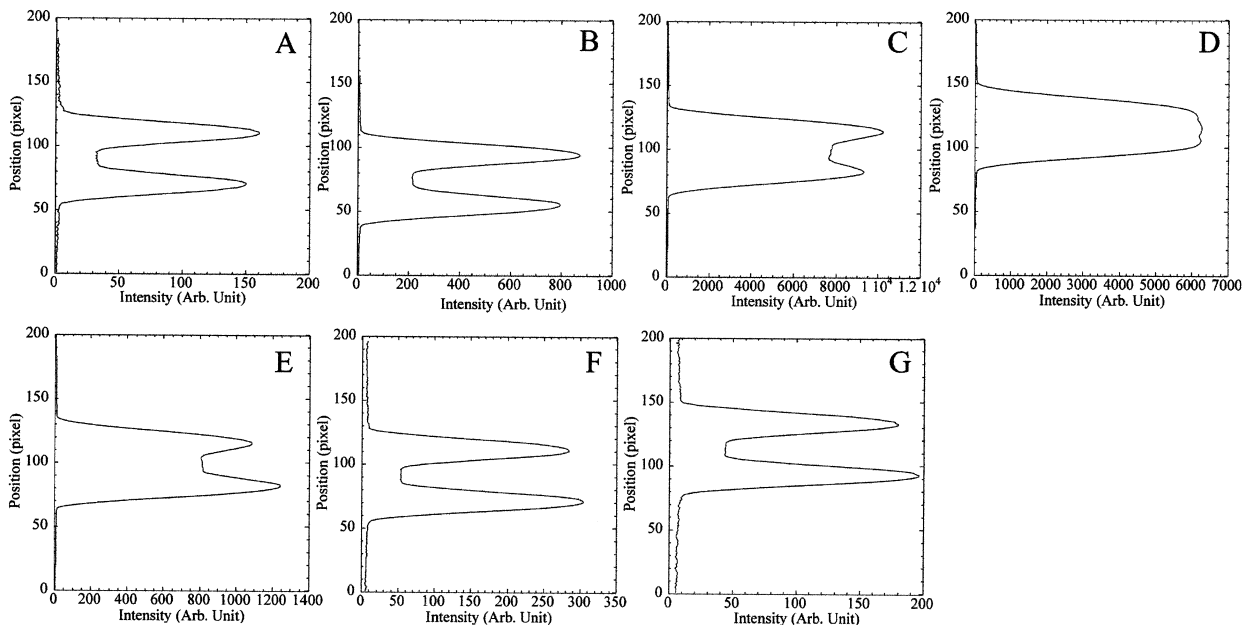 A
B
C
D
200
150
100
50
0
Position (pixel)
50 100 150 200
Intensity (Arb. Unit)
200
150
100
50
0
Position (pixel)
0 200 400 600 800 1000
Intensity (Arb. Unit)
200
150
100
50
0
Position (pixel)
0 2000 4000 6000 8000 10⁴ 1.2 10⁴
Intensity (Arb. Unit)
200
150
100
50
0
Position (pixel)
0 1000 2000 3000 4000 5000 6000 7000
Intensity (Arb. Unit)
E
F
G
200
150
100
50
0
Position (pixel)
0 200 400 600 800 1000 1200 1400
Intensity (Arb. Unit)
200
150
100
50
0
Position (pixel)
0 50 100 150 200 250 300 350
Intensity (Arb. Unit)
200
150
100
50
0
Position (pixel)
0 50 100 150 200
Intensity (Arb. Unit)